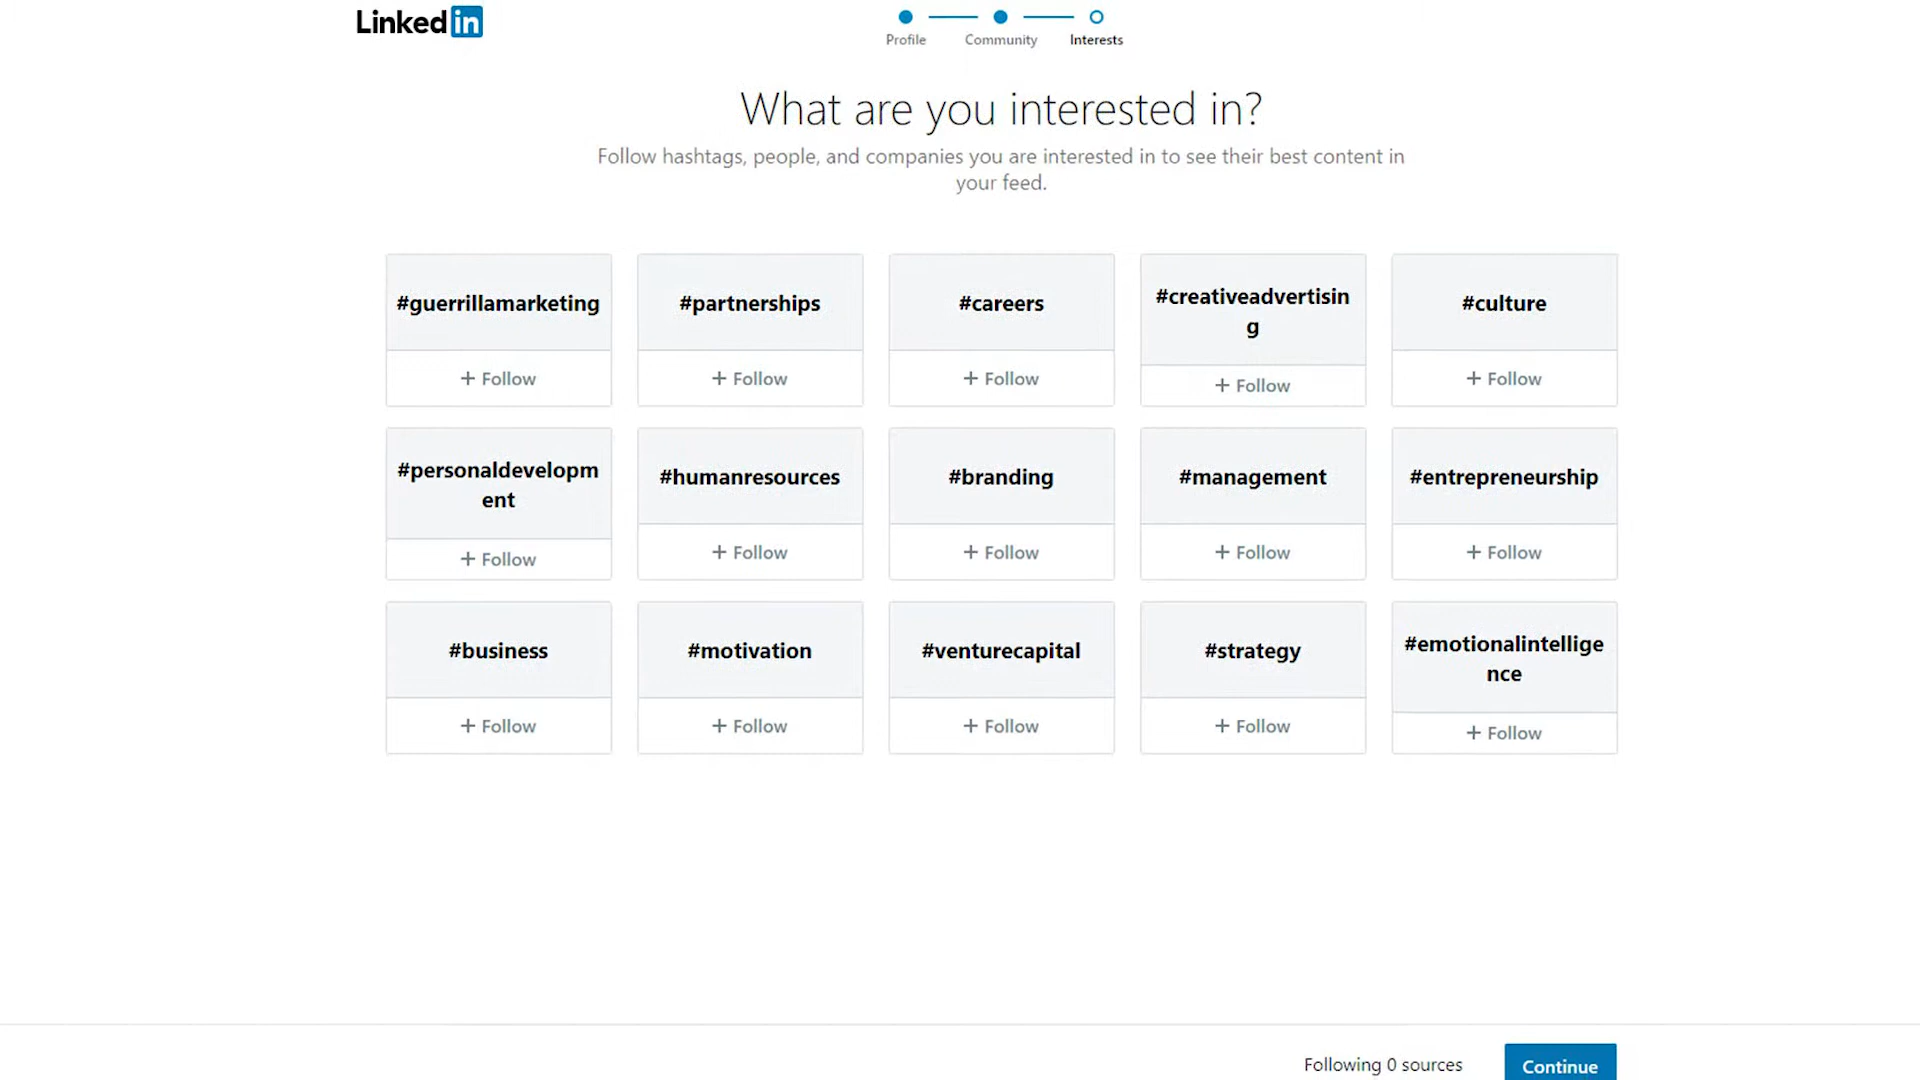 Linked in
Profile Community Interests
What are you interested in?
Follow hashtags, people, and companies you are interested in to see their best content in
your feed.
#guerrillamarketing
+ Follow
#partnerships
+ Follow
#careers
+ Follow
#creativeadvertisin
g
+ Follow
#culture
+ Follow
#personaldevelopm
ent
+ Follow
#humanresources
+ Follow
#branding
+ Follow
#management
+ Follow
#entrepreneurship
+ Follow
#business
+ Follow
#motivation
+ Follow
#venturecapital
+ Follow
#strategy
+ Follow
#emotionalintellige
nce
+ Follow
Following 0 sources
Continue